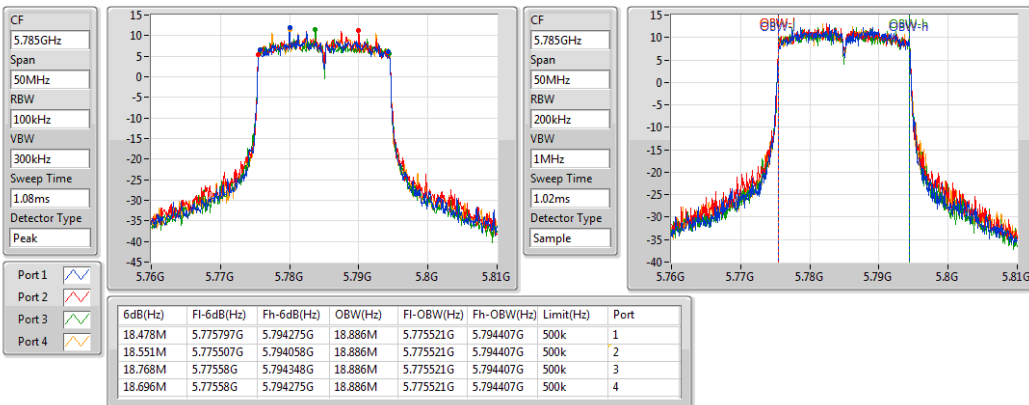 CF
5.785GHz
Span
50MHz
RBW
100kHz
VBW
300kHz
Sweep Time
1.08ms
Detector Type
Peak
15
10
5
0
-5
-10
-15
-20
-25
-30
-35
-40
-45
5.76G 5.77G 5.78G 5.79G 5.8G 5.81G
CF
5.785GHz
Span
50MHz
RBW
200kHz
VBW
1MHz
Sweep Time
1.02ms
Detector Type
Sample
OBW-l OBW-h
15
10
5
0
-5
-10
-15
-20
-25
-30
-35
-40
5.76G 5.77G 5.78G 5.79G 5.8G 5.81G
Port 1
Port 2
Port 3
Port 4
6dB(Hz) Fl-6dB(Hz) Fh-6dB(Hz) OBW(Hz) Fl-OBW(Hz) Fh-OBW(Hz) Limit(Hz) Port
18.478M 5.775797G 5.794275G 18.886M 5.775521G 5.794407G 500k 1
18.551M 5.775507G 5.794058G 18.886M 5.775521G 5.794407G 500k 2
18.768M 5.77558G 5.794348G 18.886M 5.775521G 5.794407G 500k 3
18.696M 5.77558G 5.794275G 18.886M 5.775521G 5.794407G 500k 4